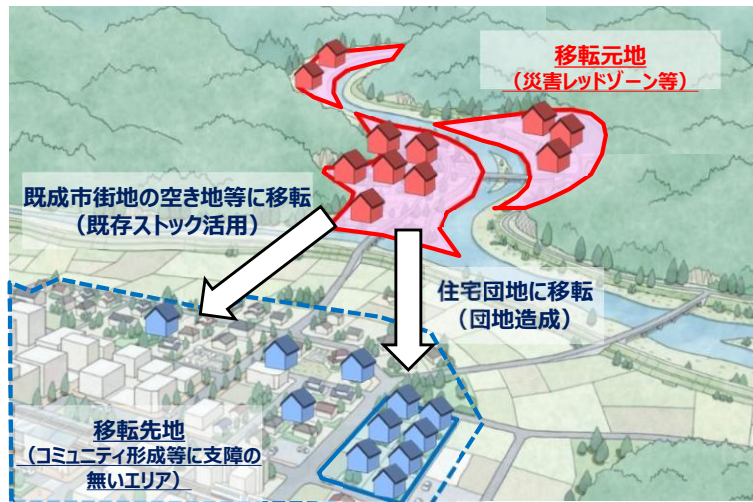 移転元地
（災害レッドゾーン等）
既成市街地の空き地等に移転
（既存ストック活用）
住宅団地に移転
（団地造成）
移転先地
（コミュニティ形成等に支障の
無いエリア）